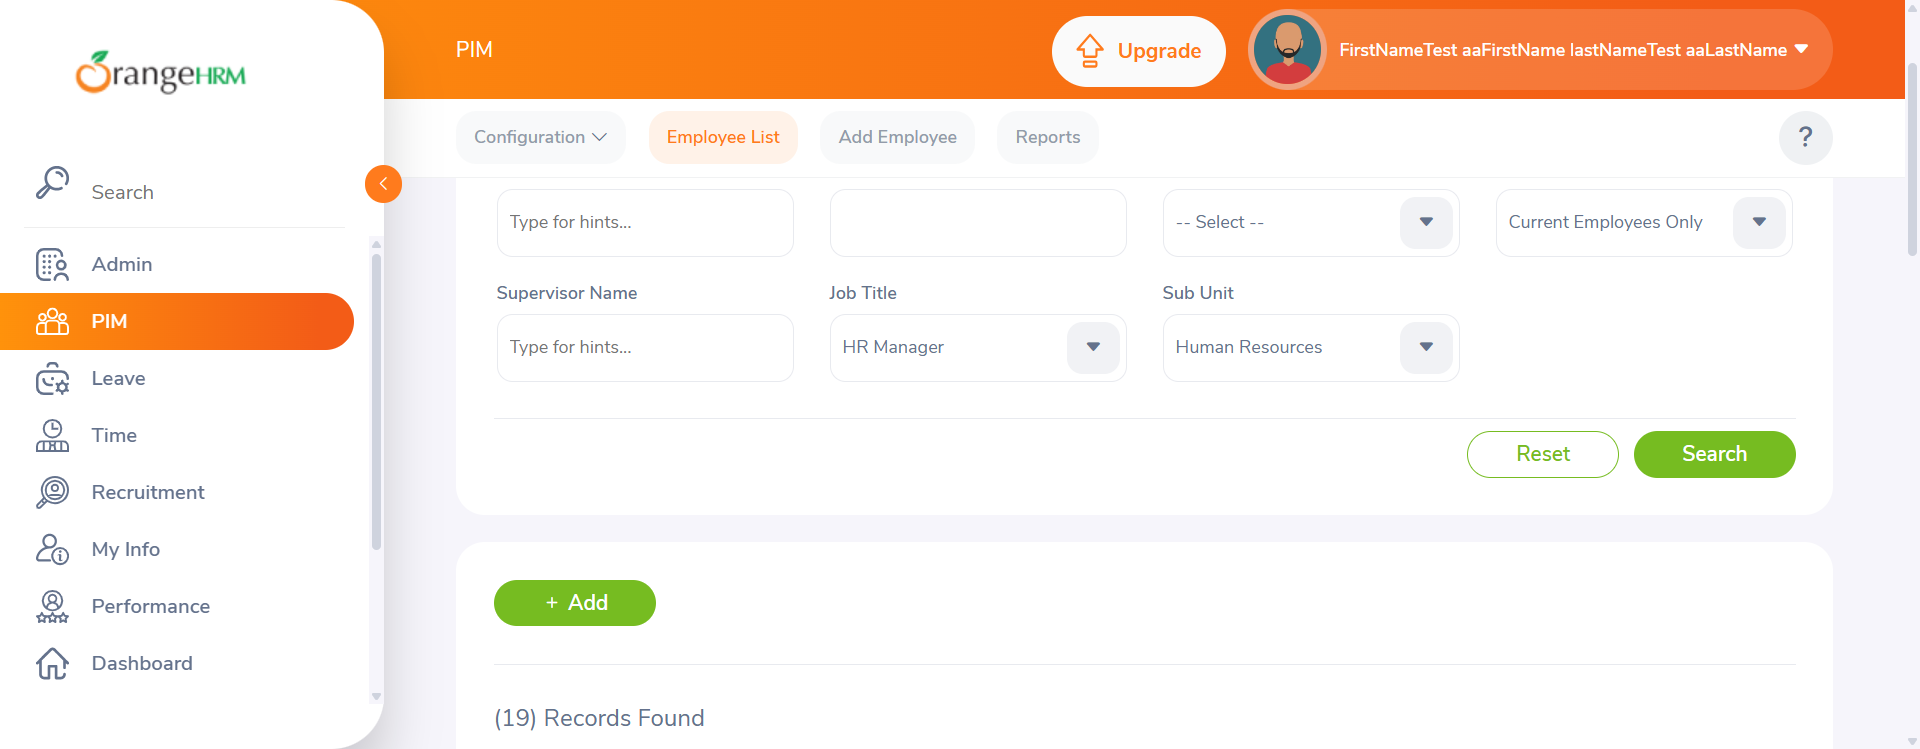 OrangeHRM
PIM
Upgrade
FirstNameTest aaFirstName lastNameTest aaLastName
Search
Configuration
Employee List
Add Employee
Reports
?
Type for hints...
-- Select --
Current Employees Only
Supervisor Name
Job Title
Sub Unit
Type for hints...
HR Manager
Human Resources
Reset
Search
+ Add
(19) Records Found
Admin
PIM
Leave
Time
Recruitment
My Info
Performance
Dashboard